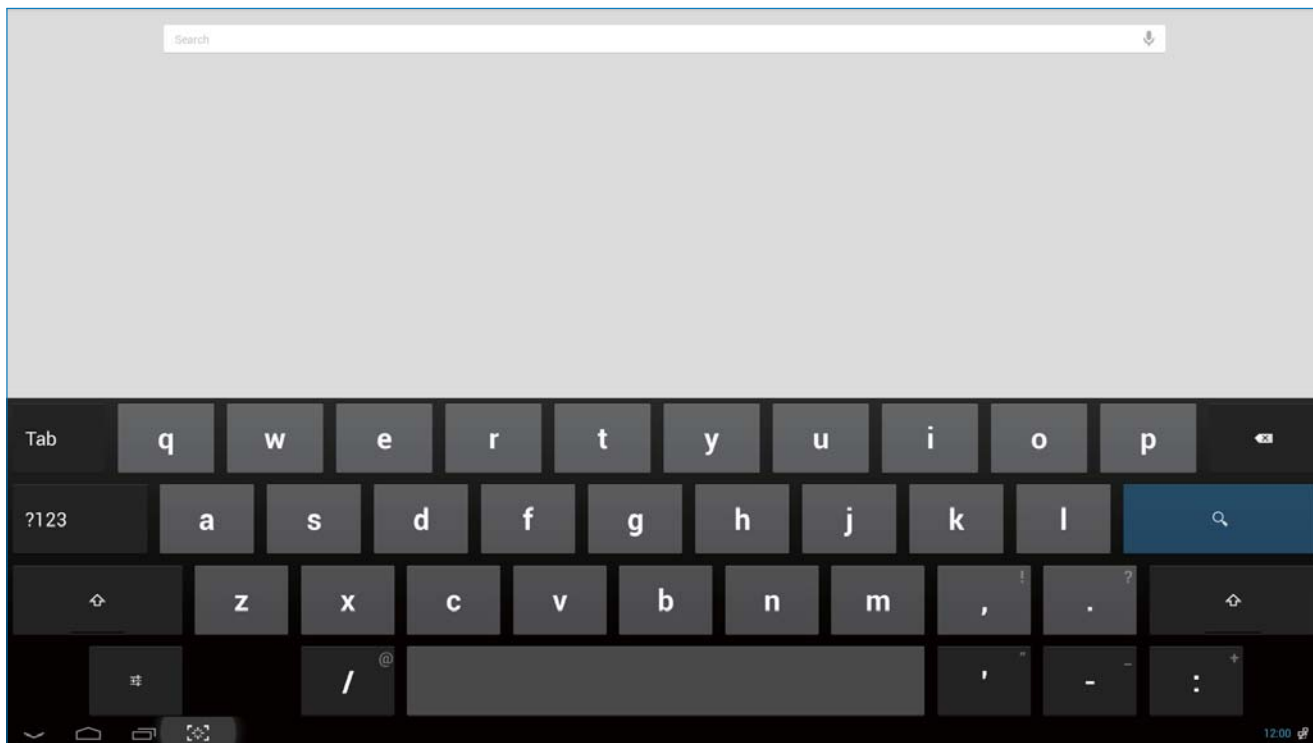 Search
Tab q w e r t y u i o p
?123 a s d f g h j k l
z x c v b n m , ! . ?
/ @ ' " - _ : +
12:00